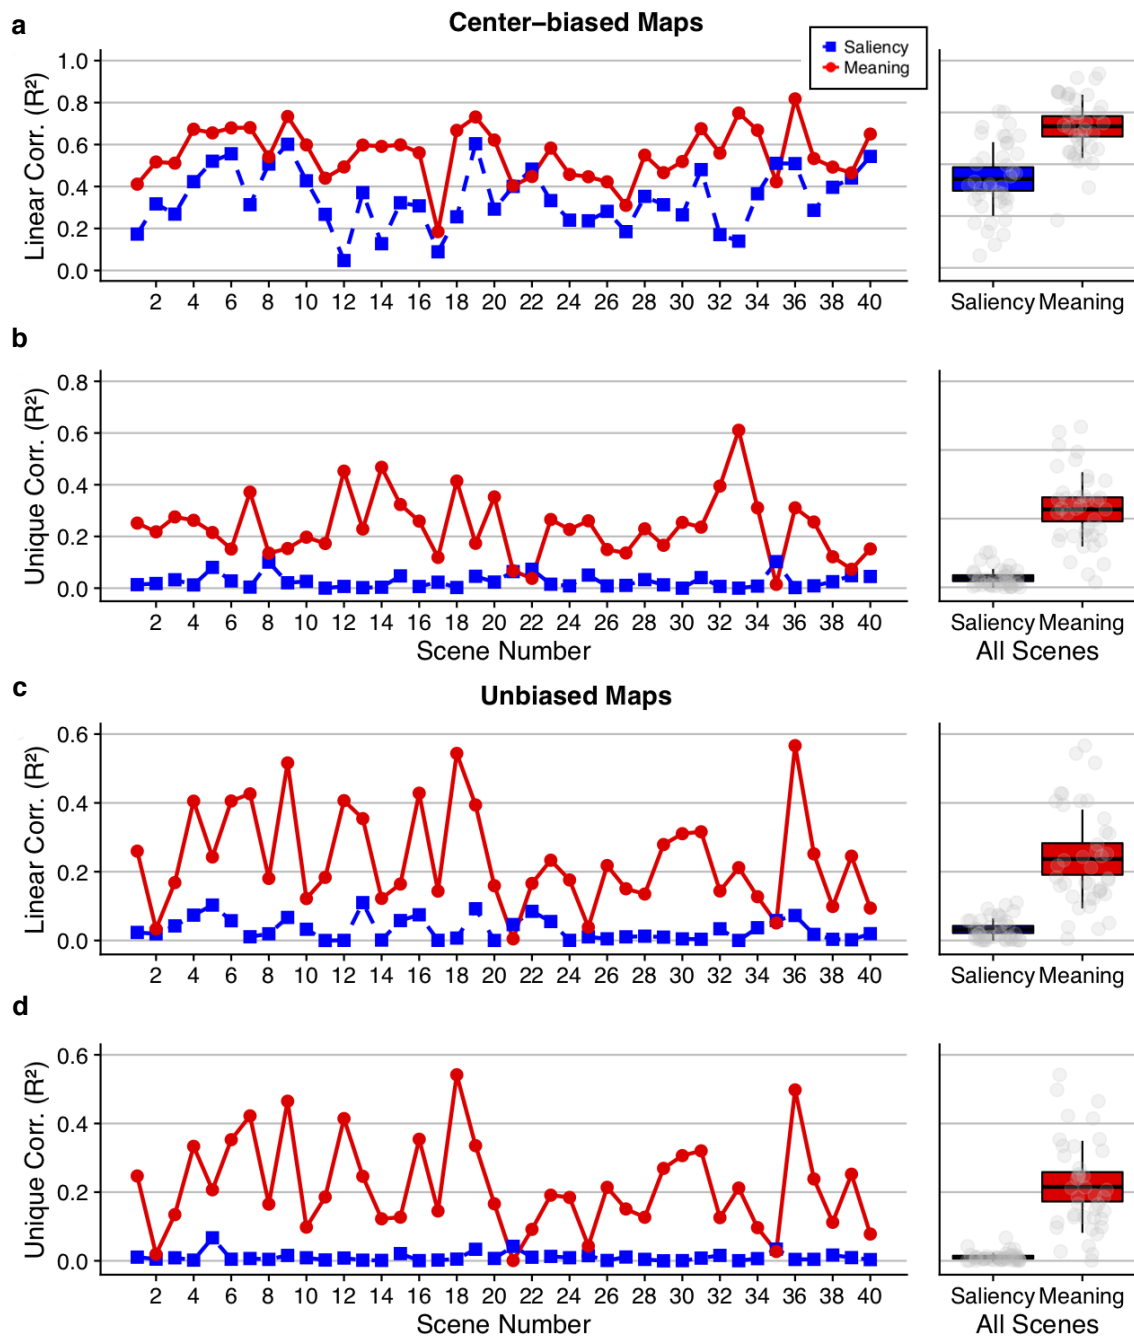 a
Center–biased Maps
Saliency
Meaning
Linear Corr. (R²)
1.0
0.8
0.6
0.4
0.2
0.0
2 4 6 8 10 12 14 16 18 20 22 24 26 28 30 32 34 36 38 40
Saliency Meaning
b
Unique Corr. (R²)
0.8
0.6
0.4
0.2
0.0
2 4 6 8 10 12 14 16 18 20 22 24 26 28 30 32 34 36 38 40
Saliency Meaning
Scene Number
All Scenes
c
Unbiased Maps
Linear Corr. (R²)
0.6
0.4
0.2
0.0
2 4 6 8 10 12 14 16 18 20 22 24 26 28 30 32 34 36 38 40
Saliency Meaning
d
Unique Corr. (R²)
0.6
0.4
0.2
0.0
2 4 6 8 10 12 14 16 18 20 22 24 26 28 30 32 34 36 38 40
Saliency Meaning
Scene Number
All Scenes